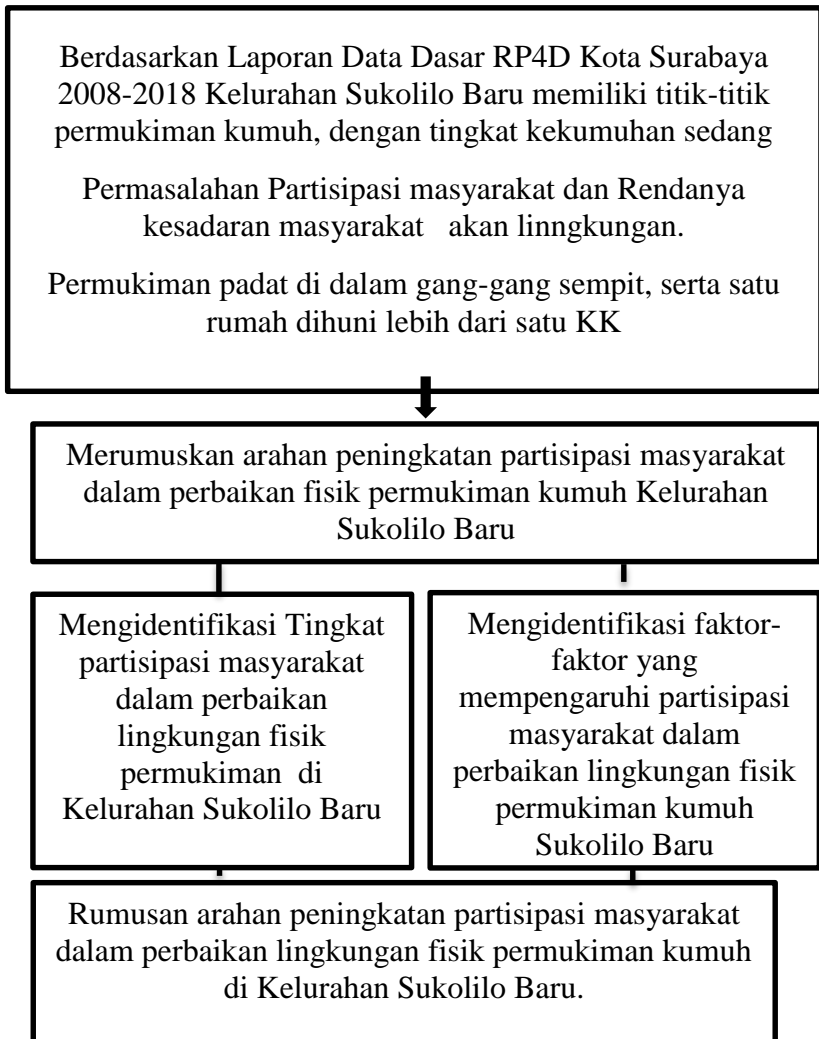 Berdasarkan Laporan Data Dasar RP4D Kota Surabaya
2008-2018 Kelurahan Sukolilo Baru memiliki titik-titik
permukiman kumuh, dengan tingkat kekumuhan sedang
Permasalahan Partisipasi masyarakat dan Rendanya
kesadaran masyarakat akan linngkungan.
Permukiman padat di dalam gang-gang sempit, serta satu
rumah dihuni lebih dari satu KK
Merumuskan arahan peningkatan partisipasi masyarakat
dalam perbaikan fisik permukiman kumuh Kelurahan
Sukolilo Baru
Mengidentifikasi Tingkat
partisipasi masyarakat
dalam perbaikan
lingkungan fisik
permukiman di
Kelurahan Sukolilo Baru
Mengidentifikasi faktor-
faktor yang
mempengaruhi partisipasi
masyarakat dalam
perbaikan lingkungan fisik
permukiman kumuh
Sukolilo Baru
Rumusan arahan peningkatan partisipasi masyarakat
dalam perbaikan lingkungan fisik permukiman kumuh
di Kelurahan Sukolilo Baru.